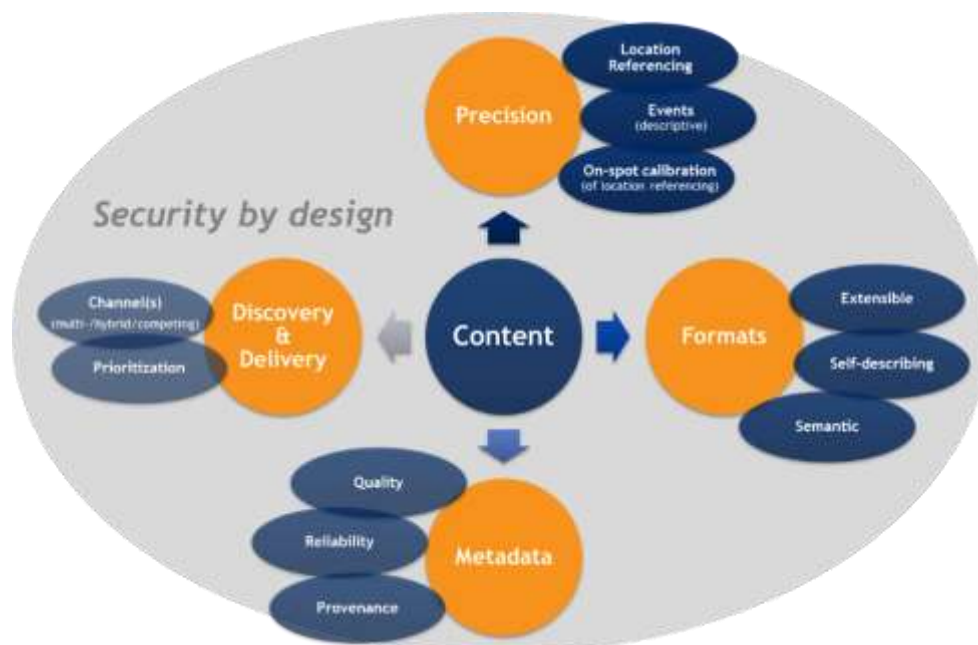 Location
Referencing
Precision
Events
(descriptive)
On-spot calibration
(of location referencing)
Security by design
Channel(s)
(multi-/hybrid/competing)
Prioritization
Discovery
&
Delivery
Content
Formats
Extensible
Self-describing
Semantic
Quality
Reliability
Provenance
Metadata